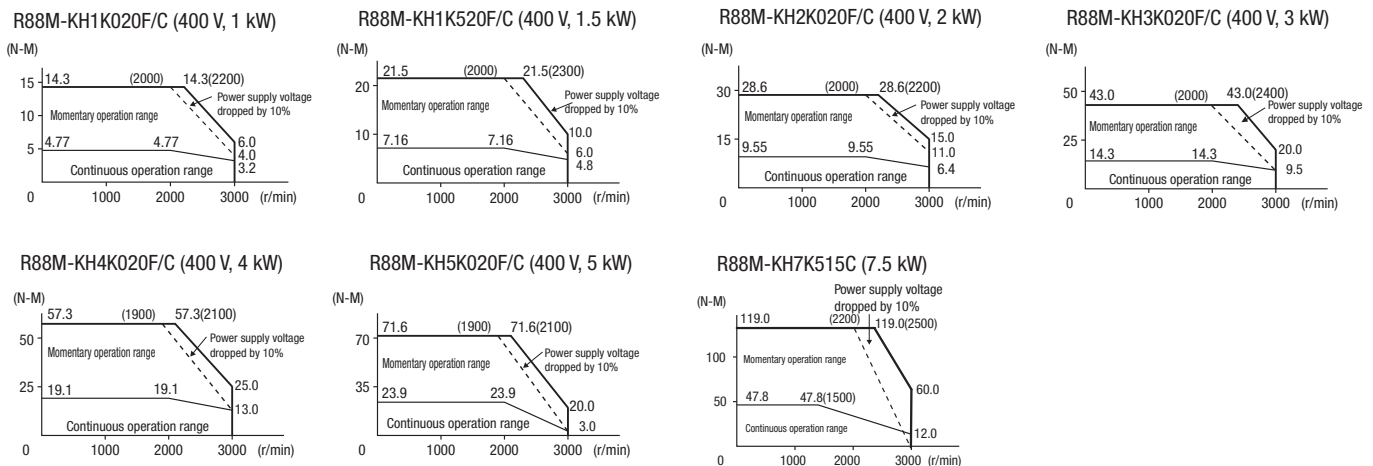 R88M-KH1K020F/C (400 V, 1 kW)
(N-M)
15
14.3
(2000)
14.3(2200)
Power supply voltage
dropped by 10%
10
Momentary operation range
6.0
5
4.77
4.77
4.0
3.2
Continuous operation range
0
1000
2000
3000 (r/min)
R88M-KH1K520F/C (400 V, 1.5 kW)
(N-M)
21.5
(2000)
21.5(2300)
20
Power supply voltage
dropped by 10%
Momentary operation range
10
10.0
7.16
7.16
6.0
4.8
Continuous operation range
0
1000
2000
3000 (r/min)
R88M-KH2K020F/C (400 V, 2 kW)
(N-M)
30
28.6
(2000)
28.6(2200)
Power supply voltage
dropped by 10%
Momentary operation range
15
15.0
9.55
9.55
11.0
6.4
Continuous operation range
0
1000
2000
3000 (r/min)
R88M-KH3K020F/C (400 V, 3 kW)
(N-M)
50
43.0
(2000)
43.0(2400)
Power supply voltage
dropped by 10%
Momentary operation range
25
20.0
14.3
14.3
9.5
Continuous operation range
0
1000
2000
3000 (r/min)
R88M-KH4K020F/C (400 V, 4 kW)
(N-M)
57.3
(1900)
57.3(2100)
50
Power supply voltage
dropped by 10%
Momentary operation range
25
25.0
19.1
19.1
13.0
Continuous operation range
0
1000
2000
3000 (r/min)
R88M-KH5K020F/C (400 V, 5 kW)
(N-M)
70
71.6
(1900)
71.6(2100)
Power supply voltage
dropped by 10%
Momentary operation range
35
23.9
23.9
20.0
3.0
Continuous operation range
0
1000
2000
3000 (r/min)
R88M-KH7K515C (7.5 kW)
Power supply voltage
dropped by 10%
(N-M)
119.0
(2200)
119.0(2500)
100
Momentary operation range
60.0
50
47.8
47.8(1500)
Continuous operation range
12.0
0
1000
2000
3000 (r/min)